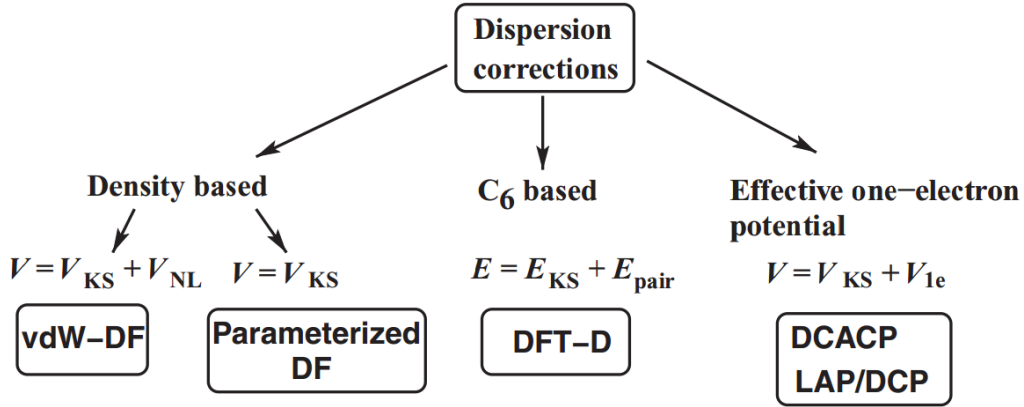 Dispersion
corrections
Density based
C6 based
Effective one−electron
potential
V = VKS + VNL
V = VKS
E = EKS + Epair
V = VKS + V1e
vdW−DF
Parameterized
DF
DFT−D
DCACP
LAP/DCP